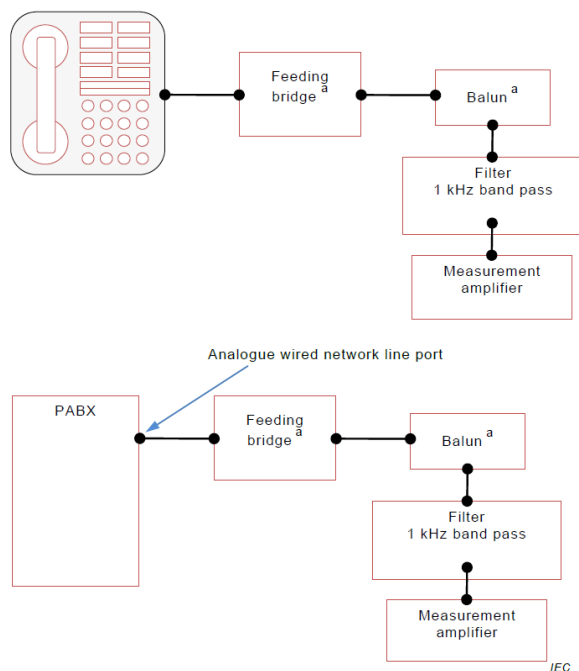 Feeding
bridge a
Balun a
Filter
1 kHz band pass
Measurement
amplifier
Analogue wired network line port
PABX
Feeding
bridge a
Balun a
Filter
1 kHz band pass
Measurement
amplifier
IEC